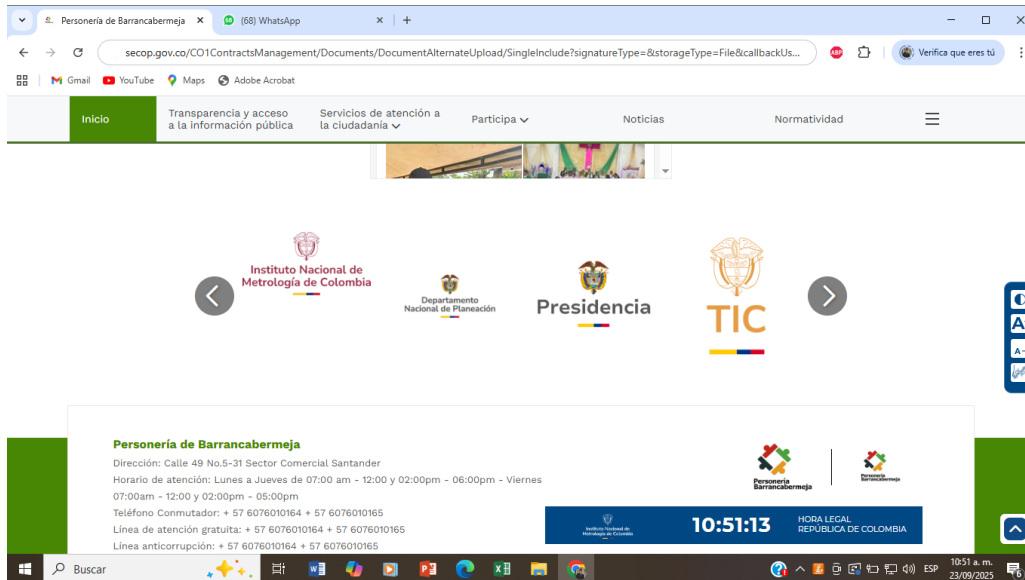 Personería de Barrancabermeja
(68) WhatsApp
secop.gov.co/CO1ContractsManagement/Documents/DocumentAlternateUpload/SingleInclude?signatureType=&storageType=File&callbackUs...
ABP
Verifica que eres tú
Gmail
YouTube
Maps
Adobe Acrobat
Inicio
Transparencia y acceso
a la información pública
Servicios de atención a
la ciudadanía
Participa
Noticias
Normatividad
Instituto Nacional de
Metrología de Colombia
Departamento
Nacional de Planeación
Presidencia
TIC
A
A-
Personería de Barrancabermeja
Dirección: Calle 49 No.5-31 Sector Comercial Santander
Horario de atención: Lunes a Jueves de 07:00 am - 12:00 y 02:00pm - 06:00pm - Viernes
07:00am - 12:00 y 02:00pm - 05:00pm
Teléfono Conmutador: + 57 6076010164 + 57 6076010165
Línea de atención gratuita: + 57 6076010164 + 57 6076010165
Línea anticorrupción: + 57 6076010164 + 57 6076010165
Personería
Barrancabermeja
Personería
Barrancabermeja
Instituto Nacional de
Metrología de Colombia
10:51:13
HORA LEGAL
REPÚBLICA DE COLOMBIA
Buscar
ESP
10:51 a. m.
23/09/2025